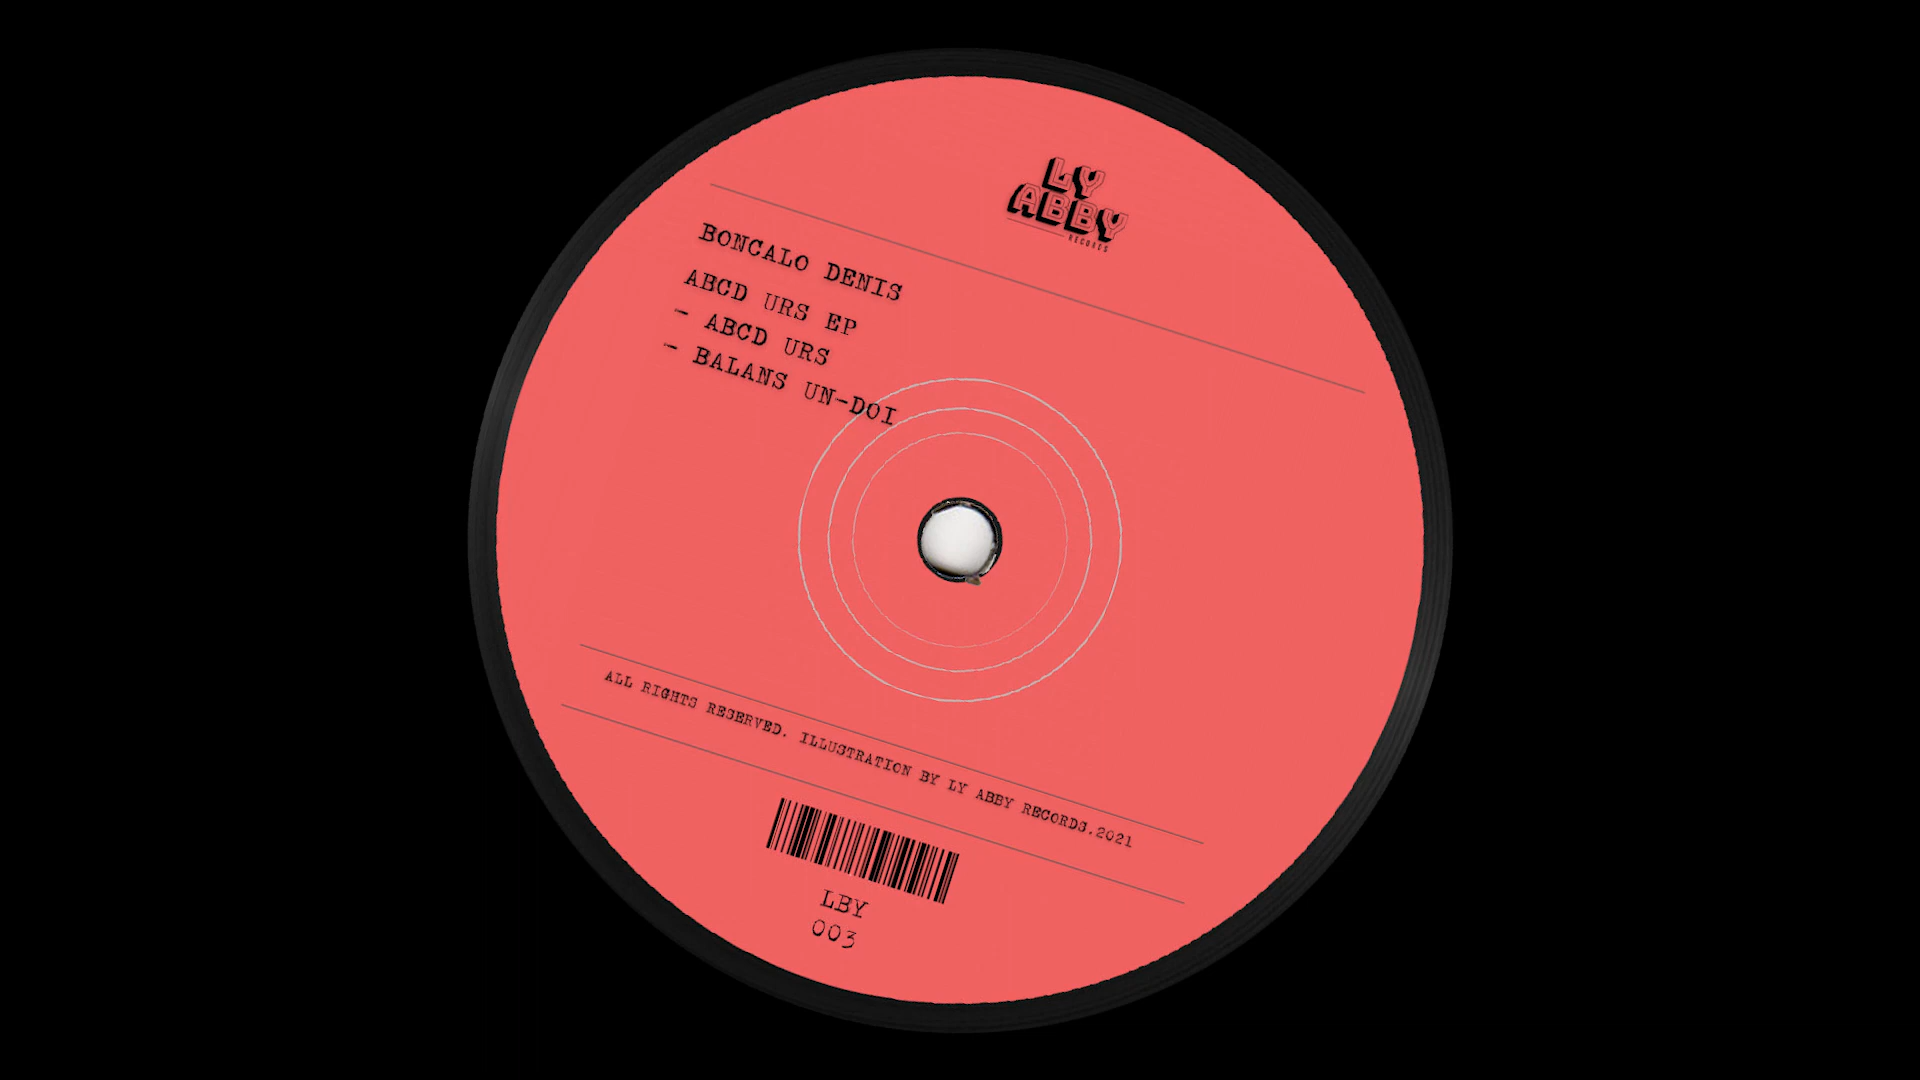 LY
ABBY
RECORDS
BONCALO DENIS
ABCD URS EP
- ABCD URS
- BALANS UN-DOI
ALL RIGHTS RESERVED. ILLUSTRATION BY LY ABBY RECORDS.2021
LBY
003